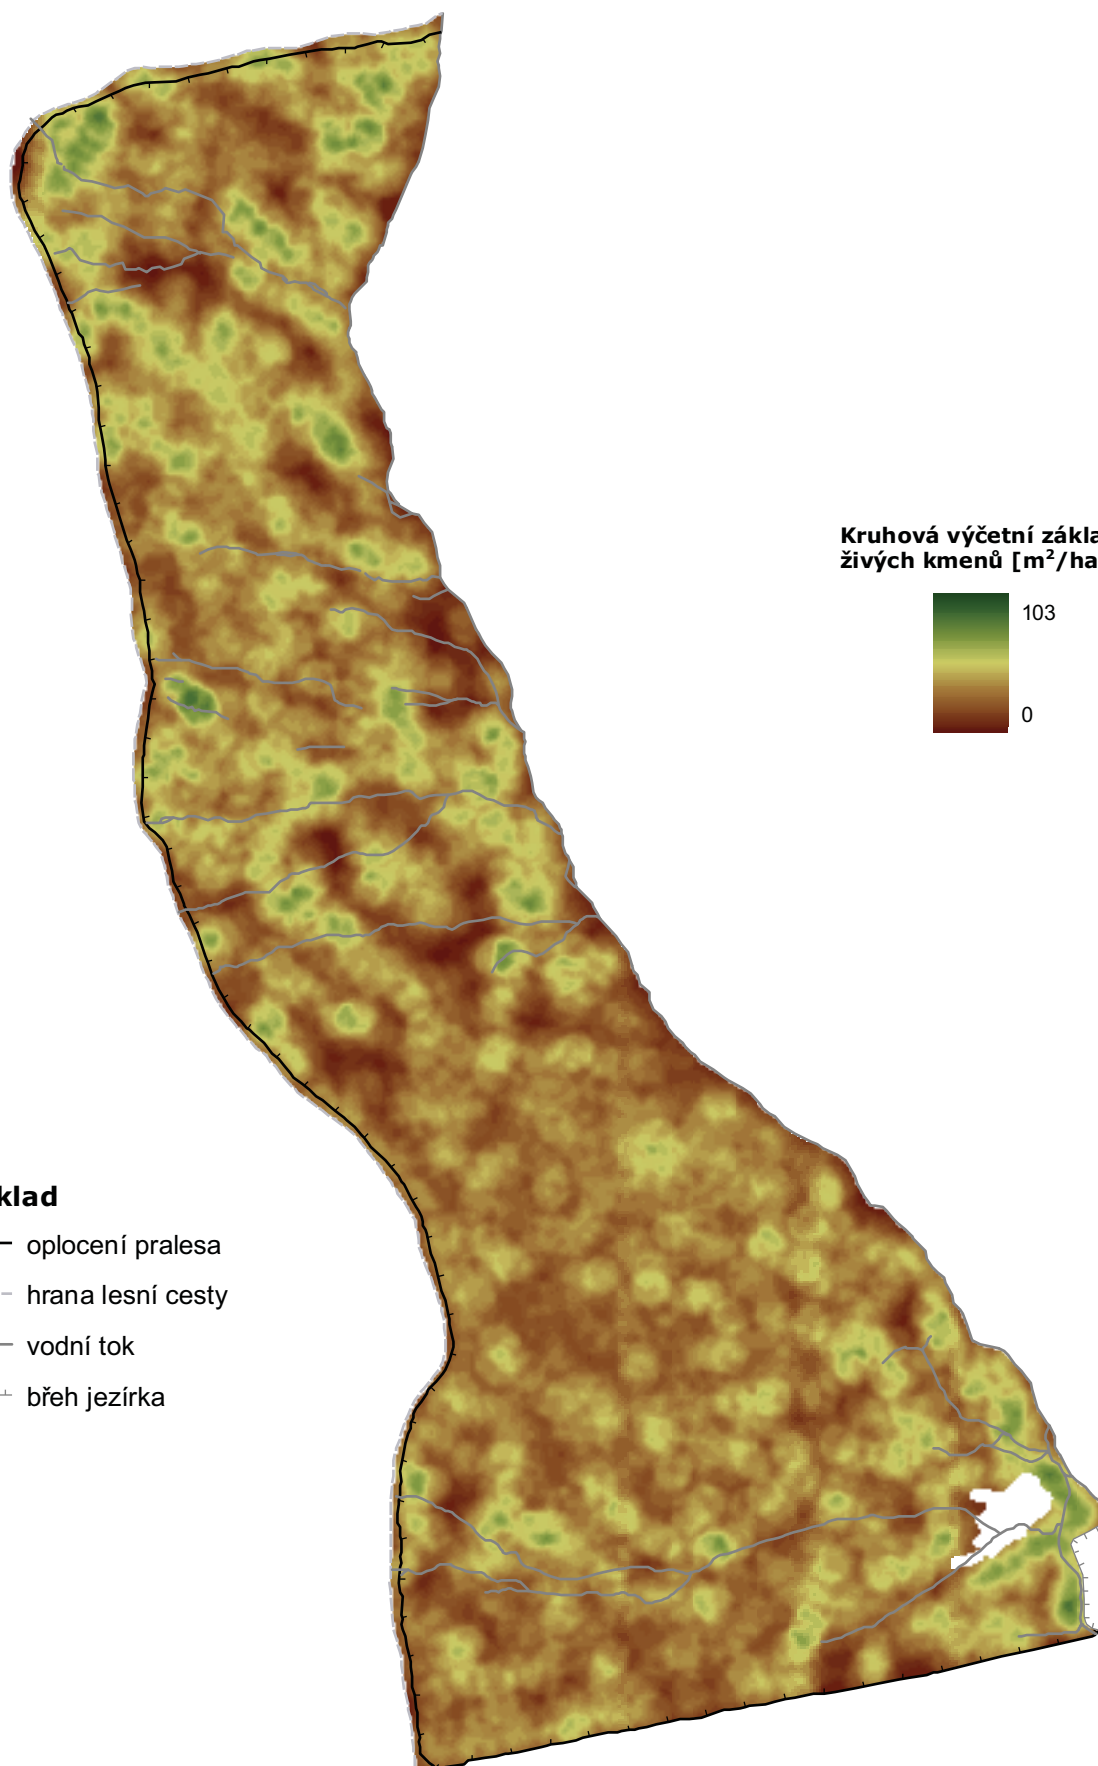 Kruhová výčetní zákla
živých kmenů [m²/ha
103
0
klad
oplocení pralesa
hrana lesní cesty
vodní tok
břeh jezírka